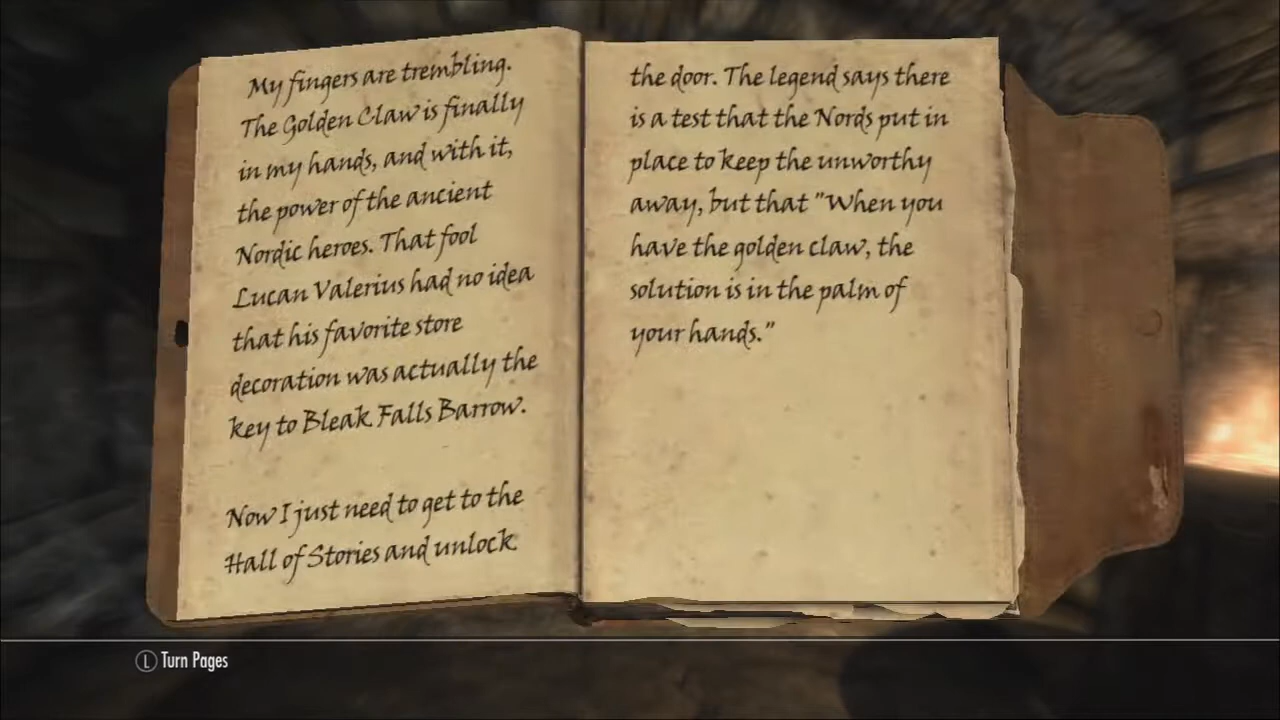 My fingers are trembling.
The Golden Claw is finally
in my hands, and with it,
the power of the ancient
Nordic heroes. That fool
Lucan Valerius had no idea
that his favorite store
decoration was actually the
key to Bleak Falls Barrow.
Now I just need to get to the
Hall of Stories and unlock
the door. The legend says there
is a test that the Nords put in
place to keep the unworthy
away, but that "When you
have the golden claw, the
solution is in the palm of
your hands."
L Turn Pages